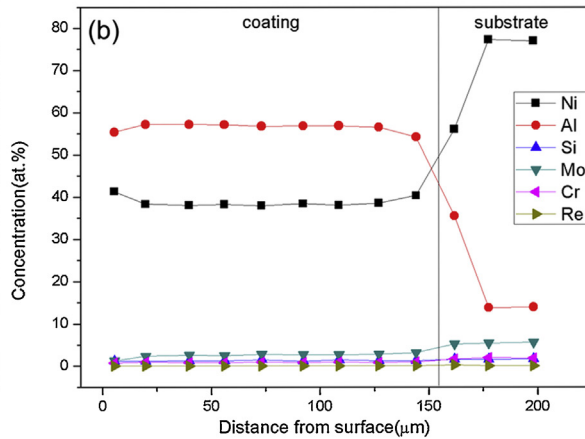 (b)
coating
substrate
80
70
60
50
40
30
20
10
0
Concentration(at.%)
Ni
Al
Si
Mo
Cr
Re
0
50
100
150
200
Distance from surface(μm)